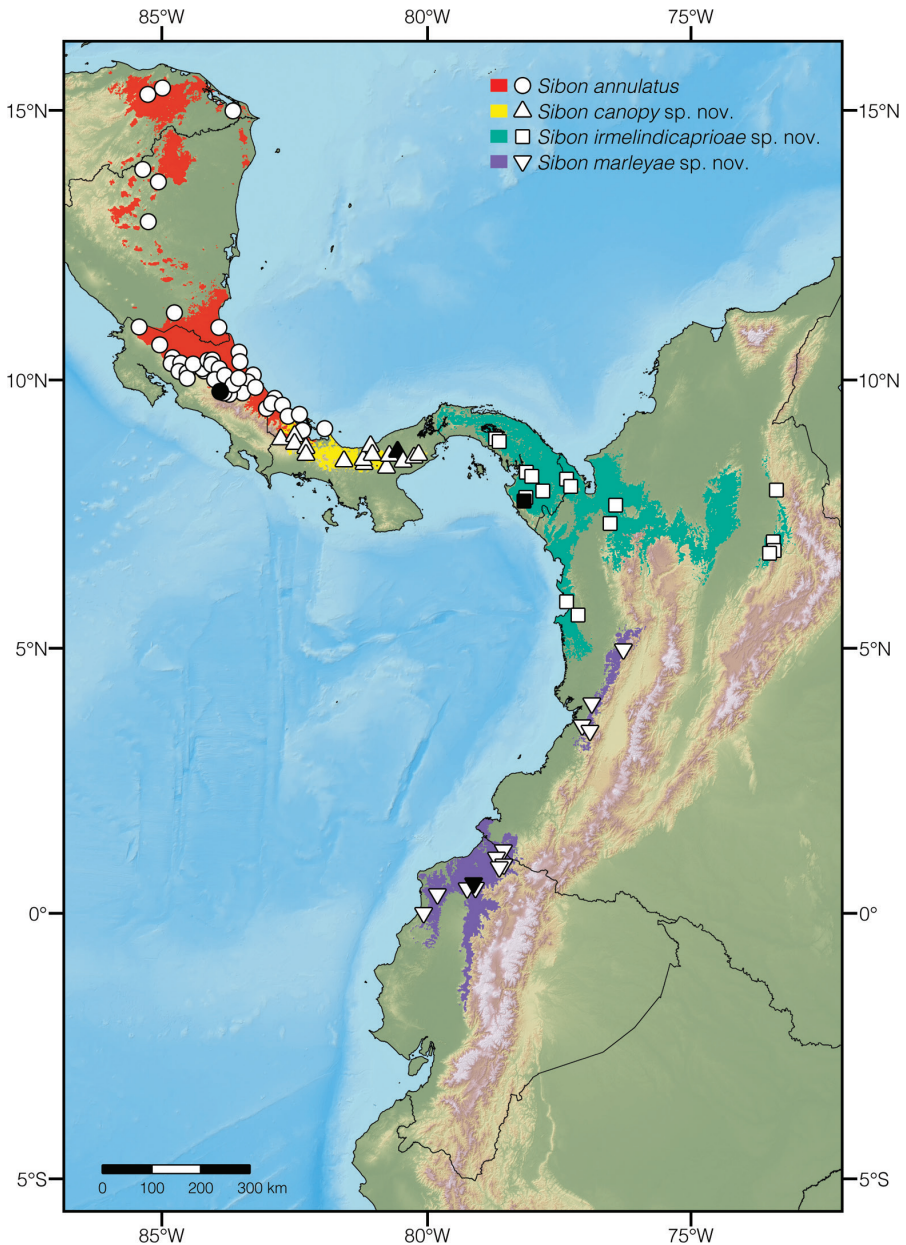 85°W 80°W 75°W
Sibon annulatus
15°N 15°N
Sibon canopy sp. nov.
Sibon irmelindicaprioae sp. nov.
Sibon marleyae sp. nov.
10°N 10°N
5°N 5°N
0° 0°
0 100 200 300 km
5°S 5°S
85°W 80°W 75°W